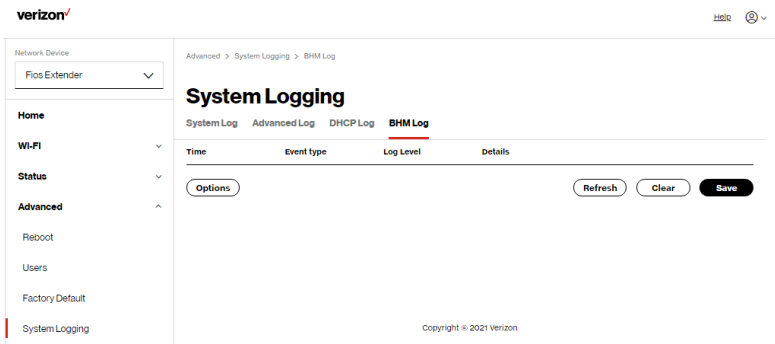 verizon
Help
Network Device
Fios Extender
Home
Wi-Fi
Status
Advanced
Reboot
Users
Factory Default
System Logging
Advanced > System Logging > BHM Log
System Logging
System Log Advanced Log DHCP Log BHM Log
Time Event type Log Level Details
Options Refresh Clear Save
Copyright © 2021 Verizon